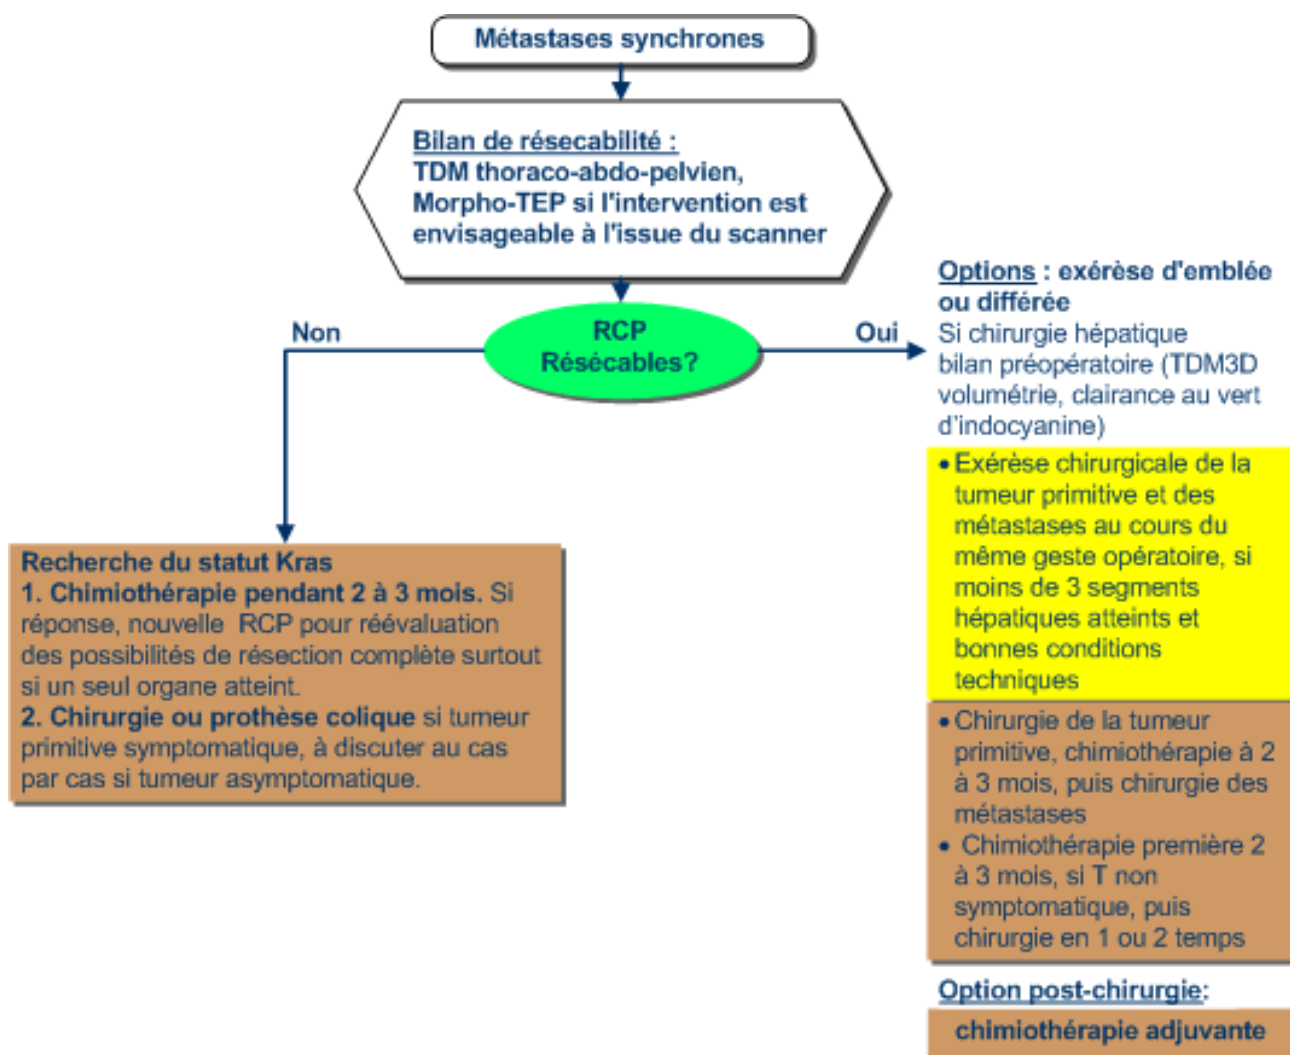 Métastases synchrones
Bilan de résecabilité :
TDM thoraco-abdo-pelvien,
Morpho-TEP si l'intervention est
envisageable à l'issue du scanner
Non
RCP
Résécables?
Oui
Options : exérèse d'emblée
ou différée
Si chirurgie hépatique
bilan préopératoire (TDM3D
volumétrie, clairance au vert
d'indocyanine)
• Exérèse chirurgicale de la
tumeur primitive et des
métastases au cours du
même geste opératoire, si
moins de 3 segments
hépatiques atteints et
bonnes conditions
techniques
• Chirurgie de la tumeur
primitive, chimiothérapie à 2
à 3 mois, puis chirurgie des
métastases
• Chimiothérapie première 2
à 3 mois, si T non
symptomatique, puis
chirurgie en 1 ou 2 temps
Option post-chirurgie:
chimiothérapie adjuvante
Recherche du statut Kras
1. Chimiothérapie pendant 2 à 3 mois. Si
réponse, nouvelle RCP pour réévaluation
des possibilités de résection complète surtout
si un seul organe atteint.
2. Chirurgie ou prothèse colique si tumeur
primitive symptomatique, à discuter au cas
par cas si tumeur asymptomatique.